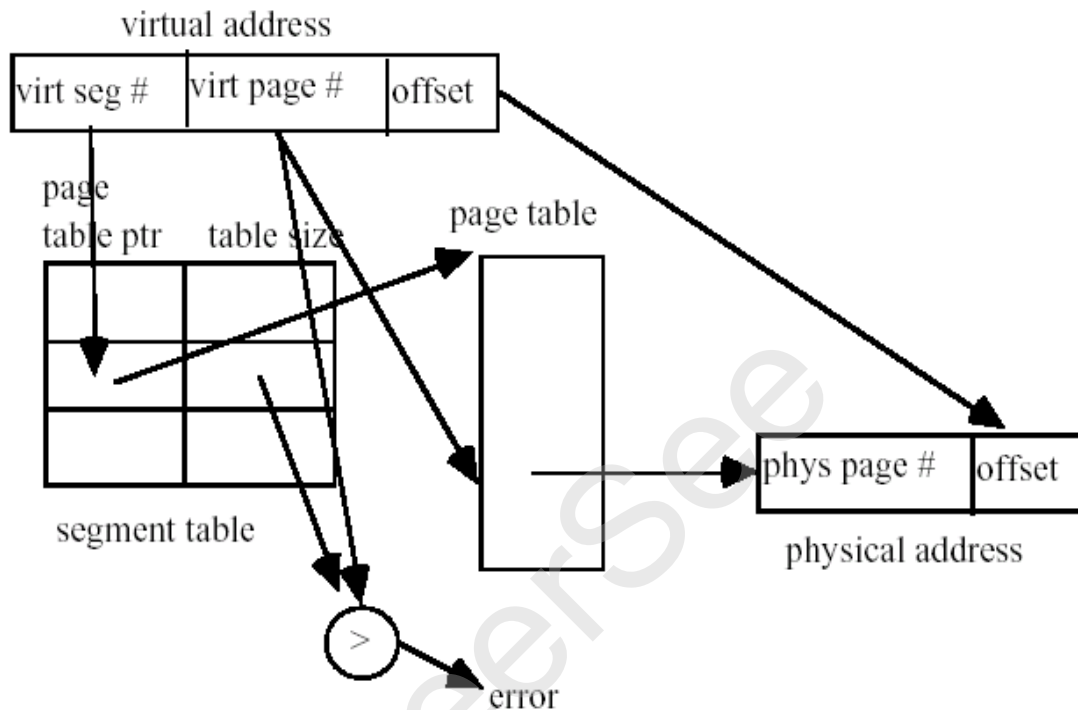 virtual address
virt seg # virt page # offset
page
table ptr table size
page table
phys page # offset
segment table
physical address
>
error